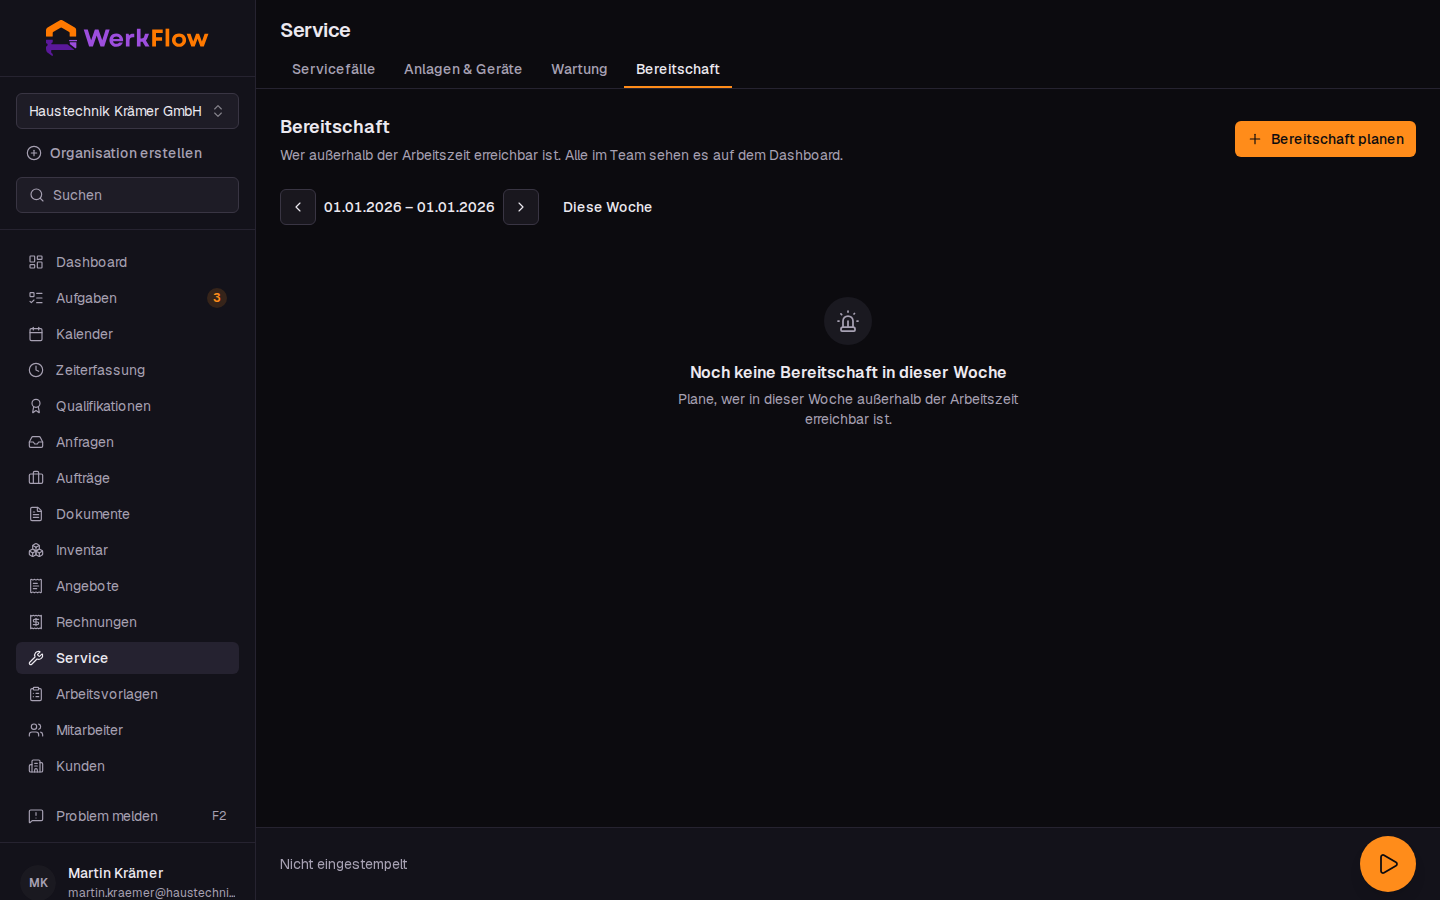 WerkFlow
Haustechnik Krämer GmbH
Organisation erstellen
Suchen
Dashboard
Aufgaben 3
Kalender
Zeiterfassung
Qualifikationen
Anfragen
Aufträge
Dokumente
Inventar
Angebote
Rechnungen
Service
Arbeitsvorlagen
Mitarbeiter
Kunden
Problem melden F2
MK
Martin Krämer
martin.kraemer@haustechni...
Service
Servicefälle Anlagen & Geräte Wartung Bereitschaft
Bereitschaft
Wer außerhalb der Arbeitszeit erreichbar ist. Alle im Team sehen es auf dem Dashboard.
Bereitschaft planen
01.01.2026 – 01.01.2026 Diese Woche
Noch keine Bereitschaft in dieser Woche
Plane, wer in dieser Woche außerhalb der Arbeitszeit
erreichbar ist.
Nicht eingestempelt